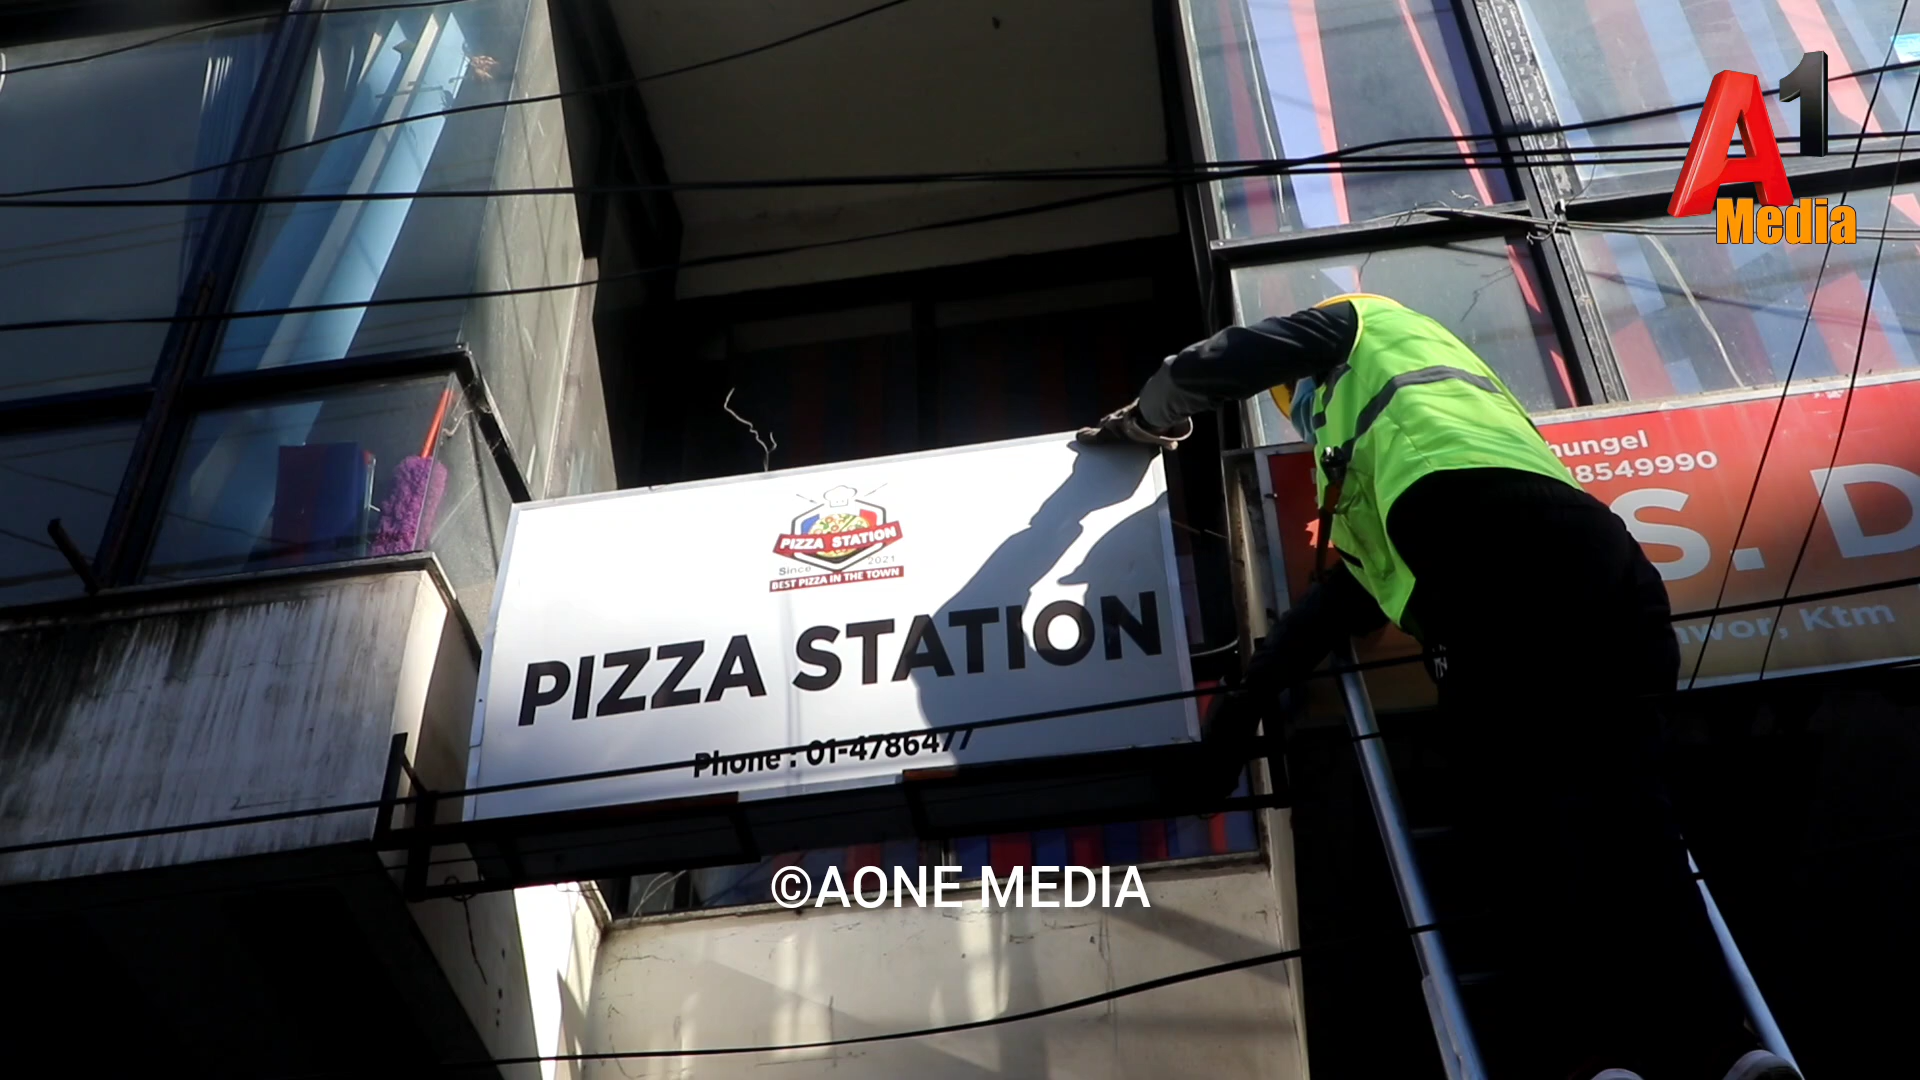 A1
Media
PIZZA STATION
Since 2021
BEST PIZZA IN THE TOWN
PIZZA STATION
Phone : 01-4786477
hungel
18549990
S. D
Ktm
©AONE MEDIA